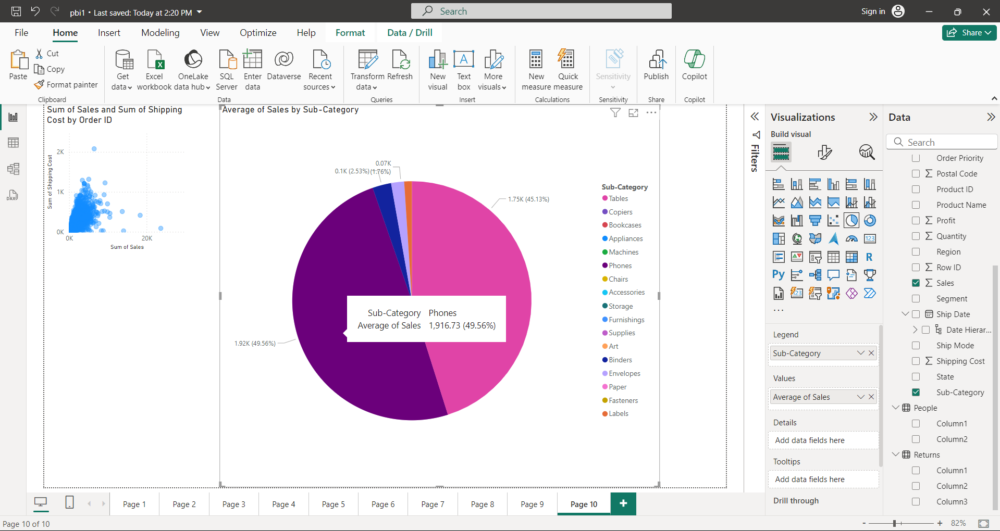 pbi1 • Last saved: Today at 2:20 PM
Search
Sign in
File
Home
Insert
Modeling
View
Optimize
Help
Format
Data / Drill
Share
Paste
Cut
Copy
Format painter
Clipboard
Get data
Excel workbook
OneLake data hub
SQL Server
Enter data
Dataverse
Recent sources
Data
Transform data
Refresh
Queries
New visual
Text box
More visuals
Insert
New measure
Quick measure
Calculations
Sensitivity
Sensitivity
Publish
Share
Copilot
Copilot
Sum of Sales and Sum of Shipping
Cost by Order ID
Sum of Shipping Cost
2K
1K
0K
0K
20K
Sum of Sales
Average of Sales by Sub-Category
0.07K
(1.76%)
0.1K (2.53%)
1.75K (45.13%)
1.92K (49.56%)
Sub-Category Phones
Average of Sales 1,916.73 (49.56%)
Sub-Category
Tables
Copiers
Bookcases
Appliances
Machines
Phones
Chairs
Accessories
Storage
Furnishings
Supplies
Art
Binders
Envelopes
Paper
Fasteners
Labels
Filters
Visualizations
Build visual
123
R
Py
123
Legend
Sub-Category
Values
Average of Sales
Details
Add data fields here
Tooltips
Add data fields here
Drill through
Data
Search
Order Priority
Postal Code
Product ID
Product Name
Profit
Quantity
Region
Row ID
Sales
Segment
Ship Date
Date Hierar...
Ship Mode
Shipping Cost
State
Sub-Category
People
Column1
Column2
Returns
Column1
Column2
Column3
DAX
Page 1
Page 2
Page 3
Page 4
Page 5
Page 6
Page 7
Page 8
Page 9
Page 10
Page 10 of 10
82%